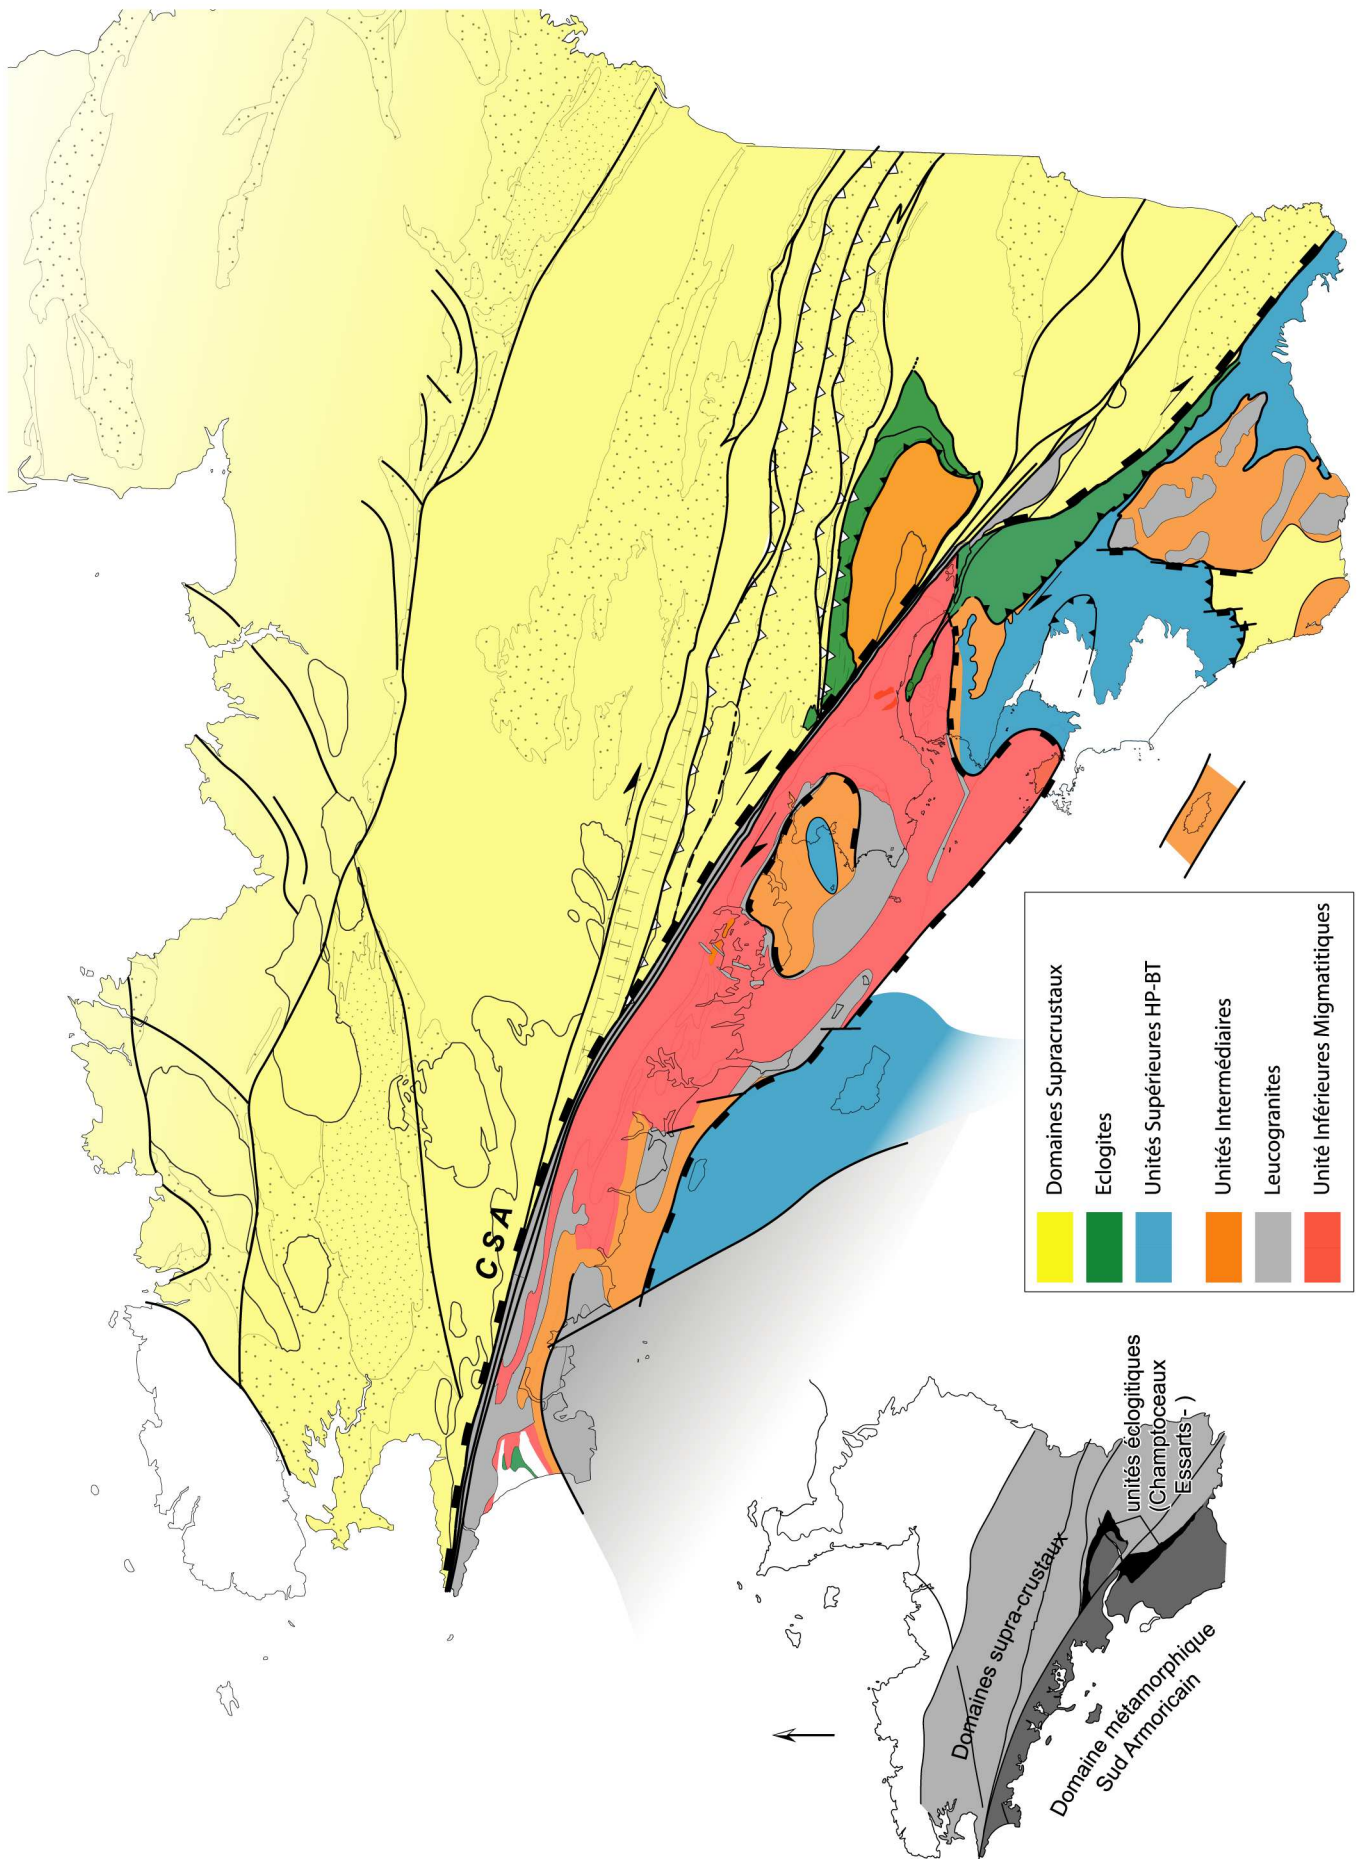 CSA
Domaines Supracrustaux
Eclogites
Unités Supérieures HP-BT
Unités Intermédiaires
Leucogranites
Unité Inférieures Migmatitiques
Domaines supra-crustaux
unités éclogitiques
(Champtoceaux
Essarts - )
Domaine métamorphique
Sud Armoricain